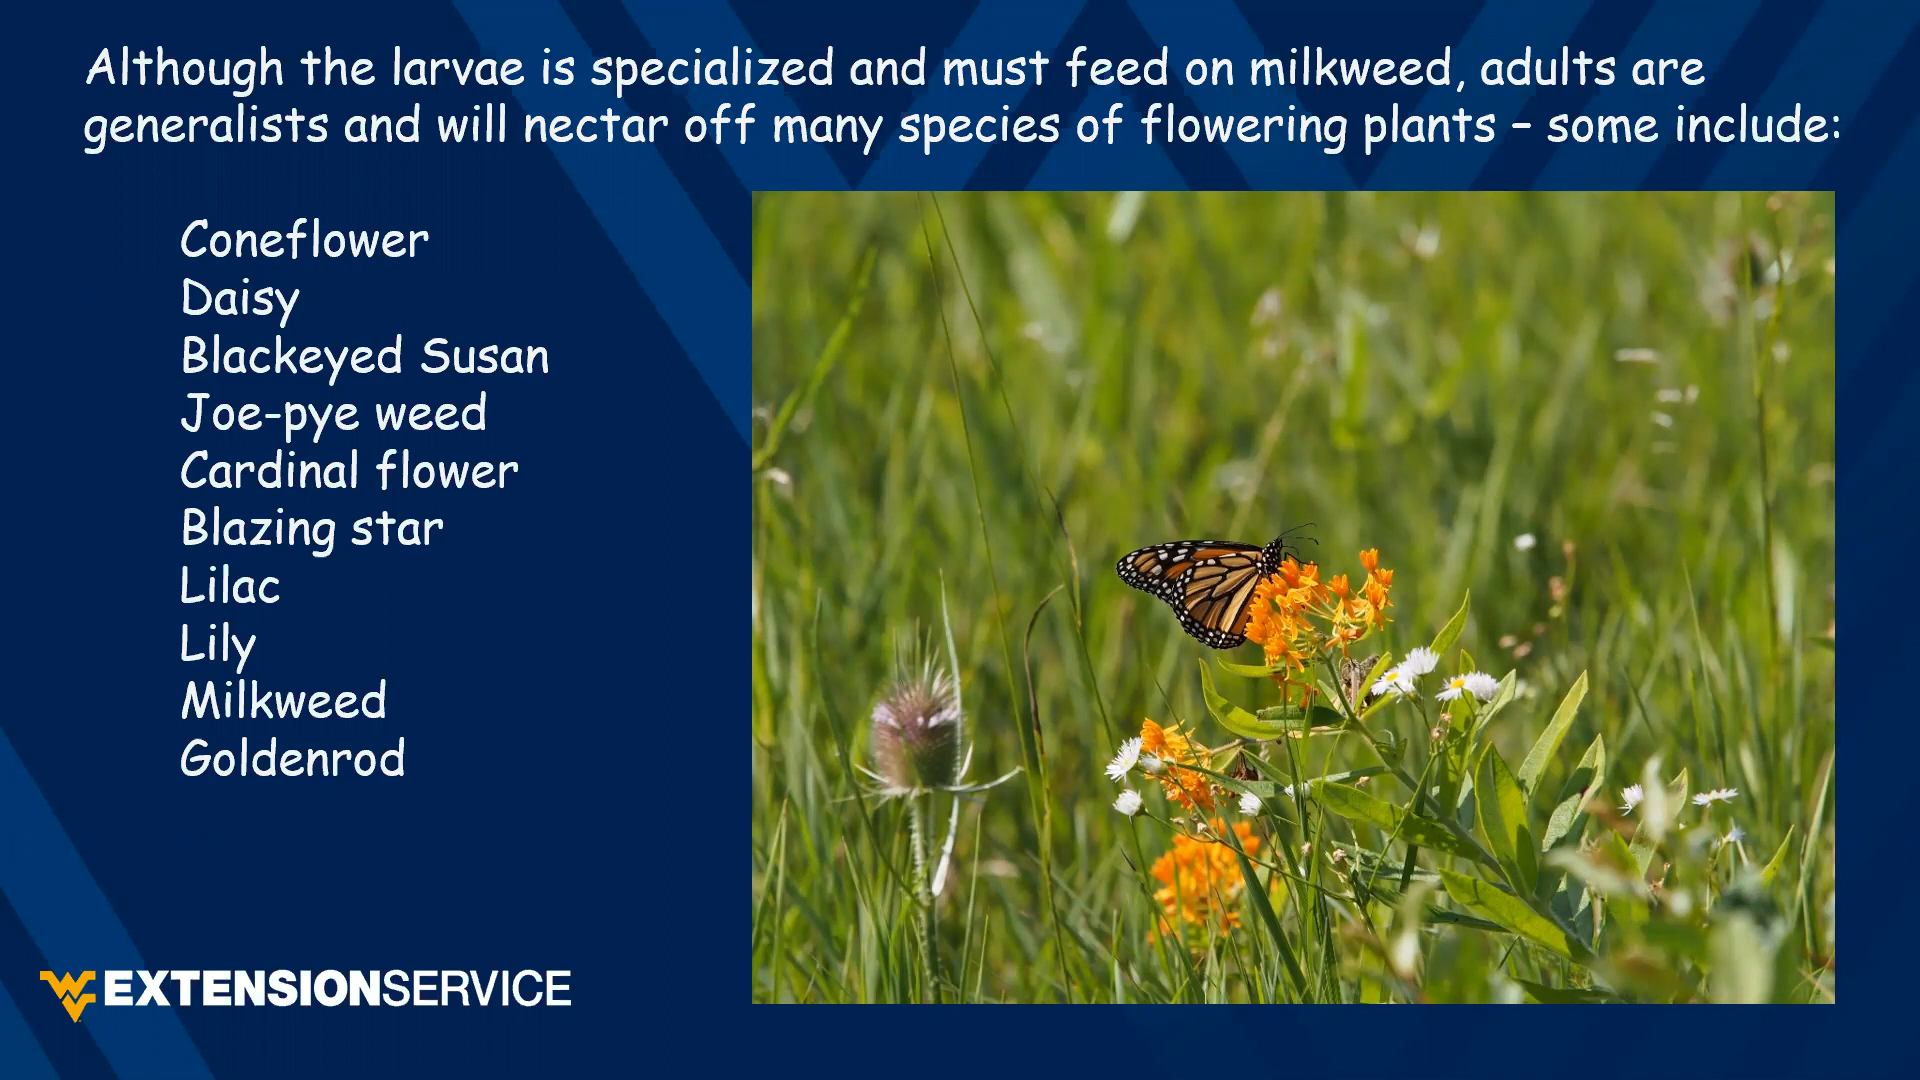 Although the larvae is specialized and must feed on milkweed, adults are
generalists and will nectar off many species of flowering plants – some include:
Coneflower
Daisy
Blackeyed Susan
Joe-pye weed
Cardinal flower
Blazing star
Lilac
Lily
Milkweed
Goldenrod
WV EXTENSIONSERVICE